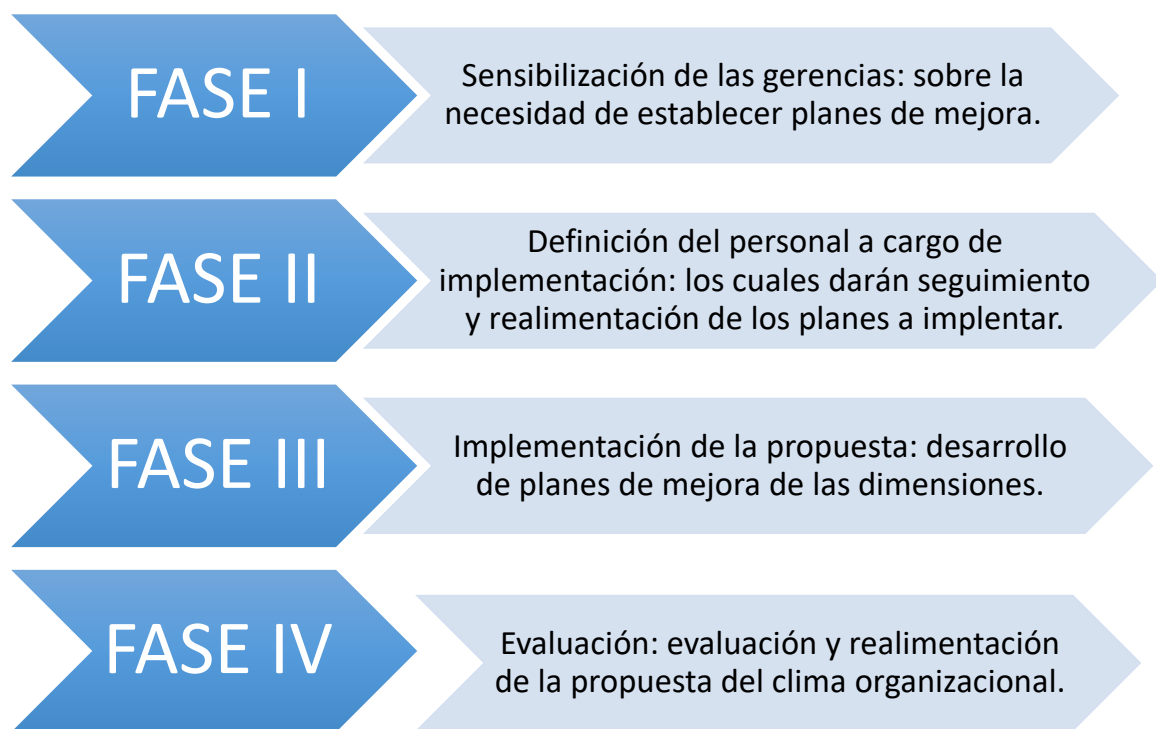 FASE I
Sensibilización de las gerencias: sobre la
necesidad de establecer planes de mejora.
FASE II
Definición del personal a cargo de
implementación: los cuales darán seguimiento
y realimentación de los planes a implentar.
FASE III
Implementación de la propuesta: desarrollo
de planes de mejora de las dimensiones.
FASE IV
Evaluación: evaluación y realimentación
de la propuesta del clima organizacional.